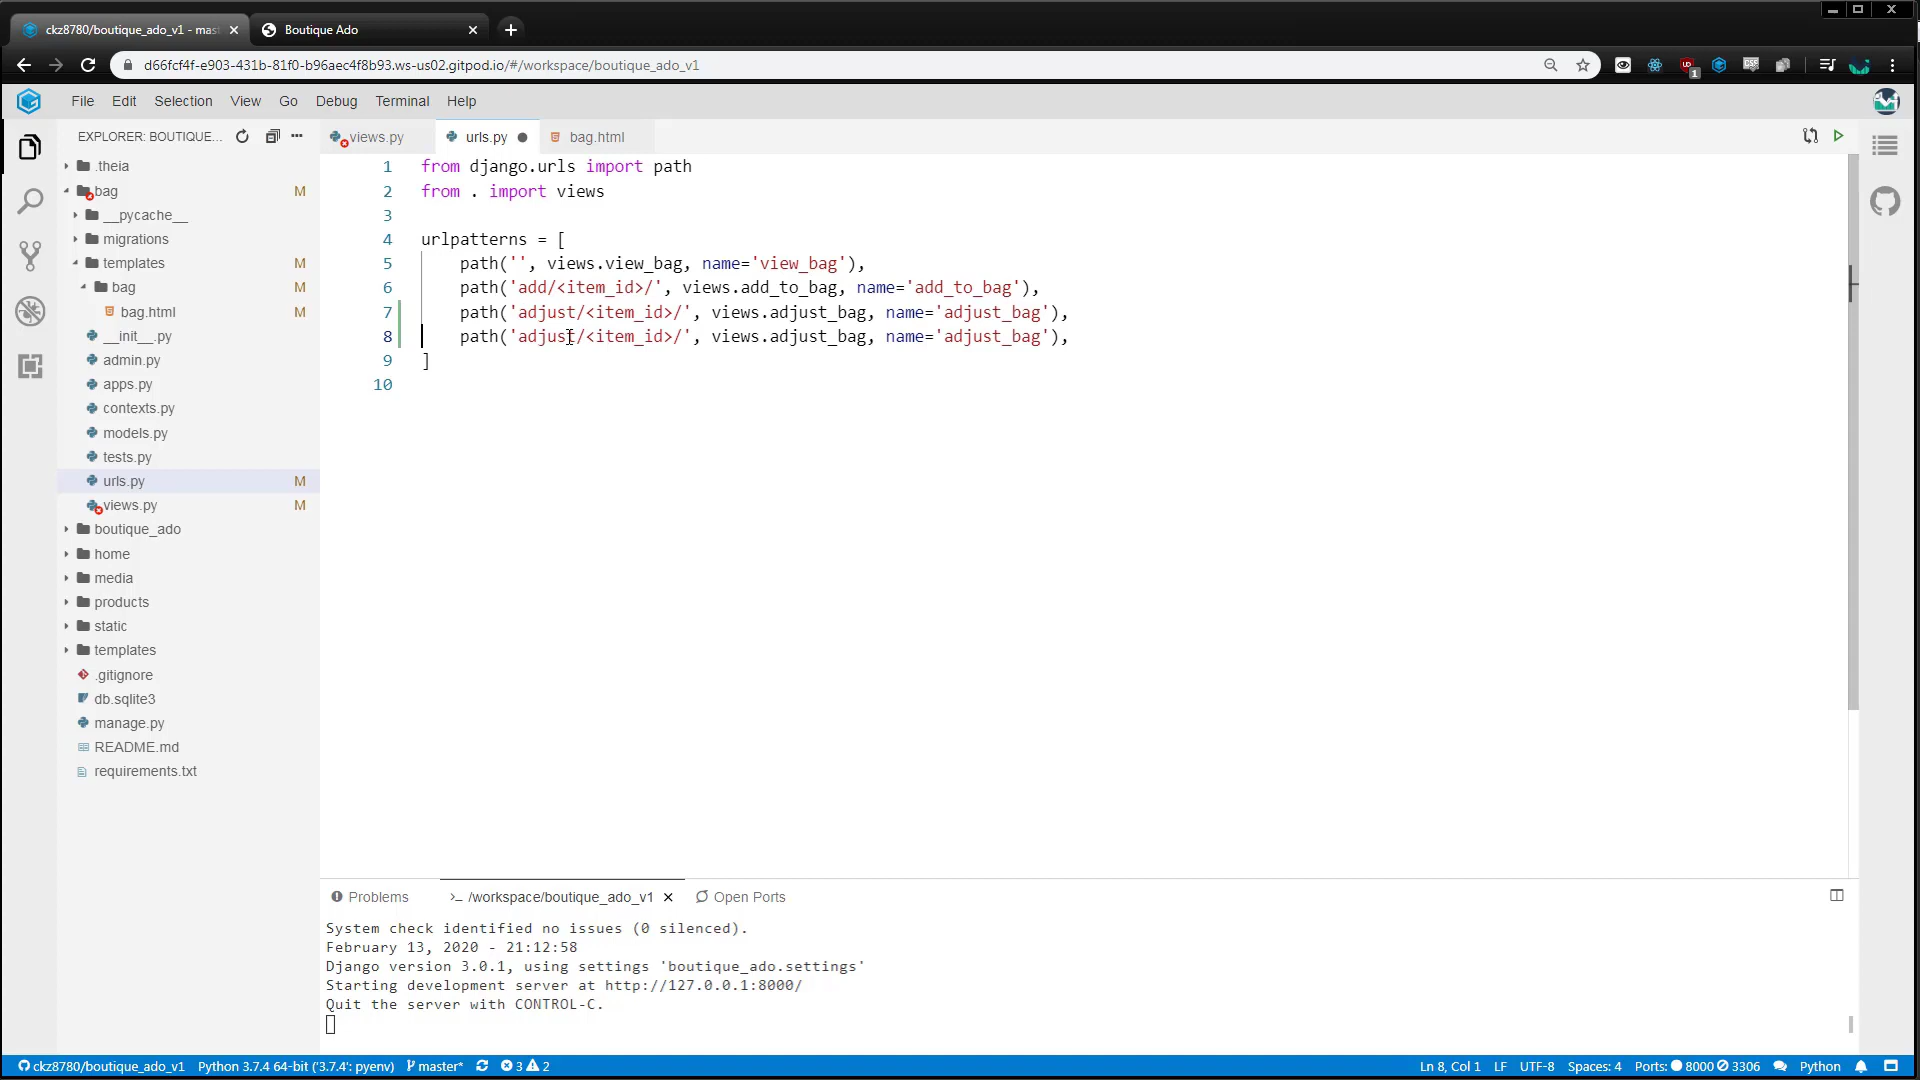 ckz8780/boutique_ado_v1 - mast
Boutique Ado
d66fcf4f-e903-431b-81f0-b96aec4f8b93.ws-us02.gitpod.io/#/workspace/boutique_ado_v1
1
File Edit Selection View Go Debug Terminal Help
EXPLORER: BOUTIQUE...
views.py
urls.py
bag.html
.theia
bag M
__pycache__
migrations
templates M
bag M
bag.html M
__init__.py
admin.py
apps.py
contexts.py
models.py
tests.py
urls.py M
views.py M
boutique_ado
home
media
products
static
templates
.gitignore
db.sqlite3
manage.py
README.md
requirements.txt
1 from django.urls import path
2 from . import views
3
4 urlpatterns = [
5 path('', views.view_bag, name='view_bag'),
6 path('add/<item_id>/', views.add_to_bag, name='add_to_bag'),
7 path('adjust/<item_id>/', views.adjust_bag, name='adjust_bag'),
8 path('adjust/<item_id>/', views.adjust_bag, name='adjust_bag'),
9 ]
10
Problems
>_ /workspace/boutique_ado_v1
Open Ports
System check identified no issues (0 silenced).
February 13, 2020 - 21:12:58
Django version 3.0.1, using settings 'boutique_ado.settings'
Starting development server at http://127.0.0.1:8000/
Quit the server with CONTROL-C.
ckz8780/boutique_ado_v1 Python 3.7.4 64-bit ('3.7.4': pyenv) master* 3 2 Ln 8, Col 1 LF UTF-8 Spaces: 4 Ports: 8000 3306 Python